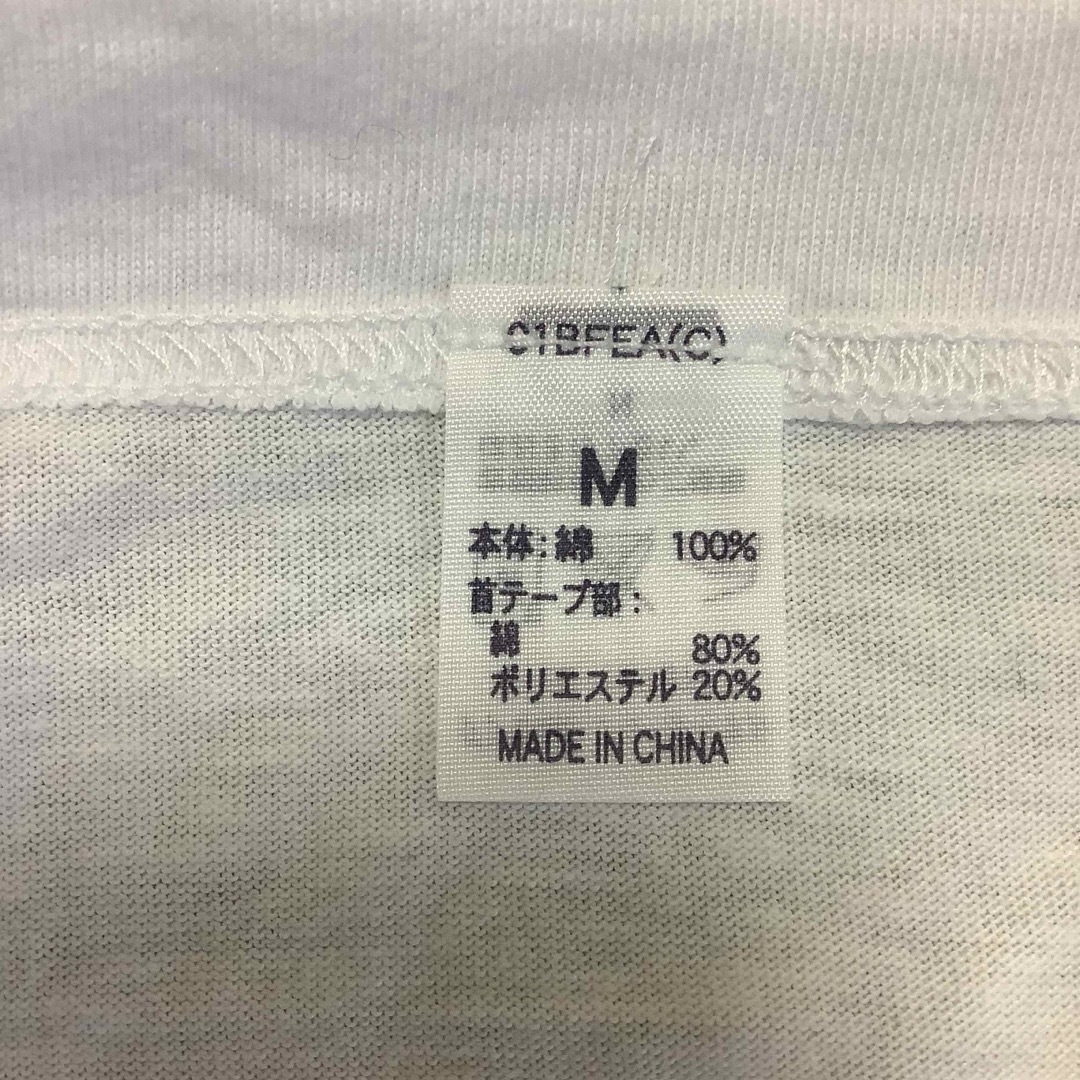 01BFEA(C)
M
本体：綿 100%
首テープ部：
綿 80%
ポリエステル 20%
MADE IN CHINA